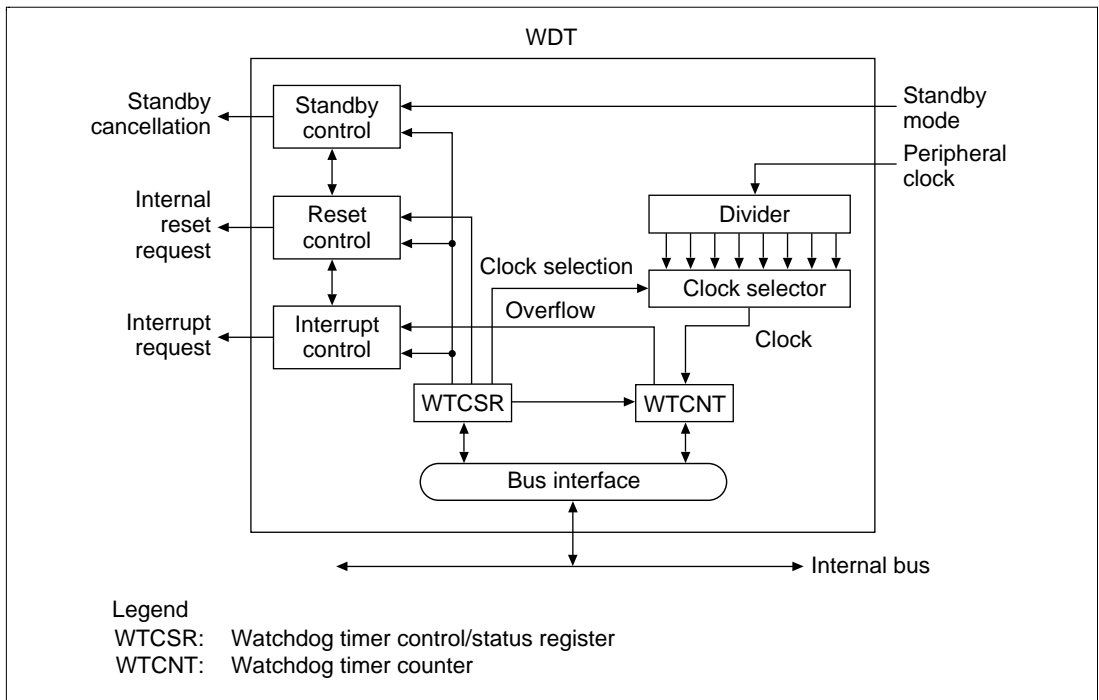 WDT
Standby
cancellation
Standby
control
Standby
mode
Peripheral
clock
Internal
reset
request
Reset
control
Divider
Clock selection
Clock selector
Overflow
Interrupt
request
Interrupt
control
Clock
WTCSR
WTCNT
Bus interface
Internal bus
Legend
WTCSR: Watchdog timer control/status register
WTCNT: Watchdog timer counter